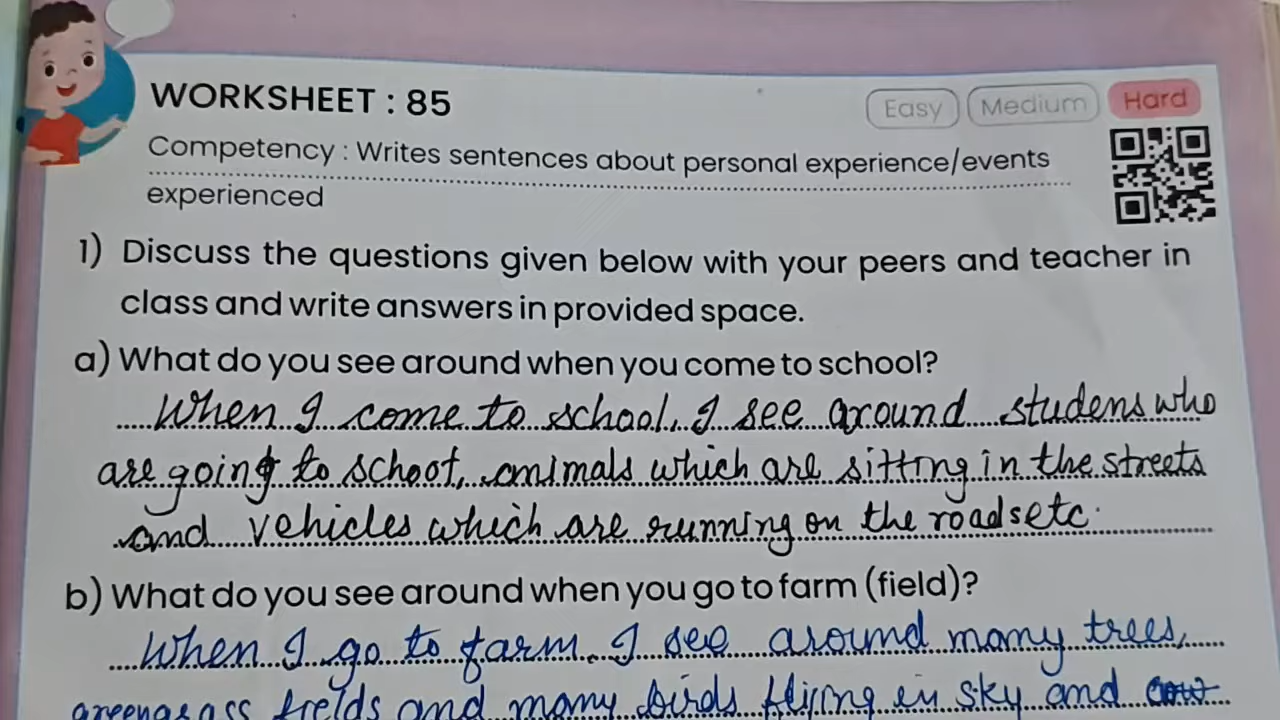 WORKSHEET : 85
Easy Medium Hard
Competency : Writes sentences about personal experience/events
experienced
1) Discuss the questions given below with your peers and teacher in
class and write answers in provided space.
a) What do you see around when you come to school?
When I come to school, I see around studens who
are going to school, animals which are sitting in the streets
and vehicles which are running on the roads etc.
b) What do you see around when you go to farm (field)?
When I go to farm, I see around many trees,
greengrass fields and many birds flying in sky and cow